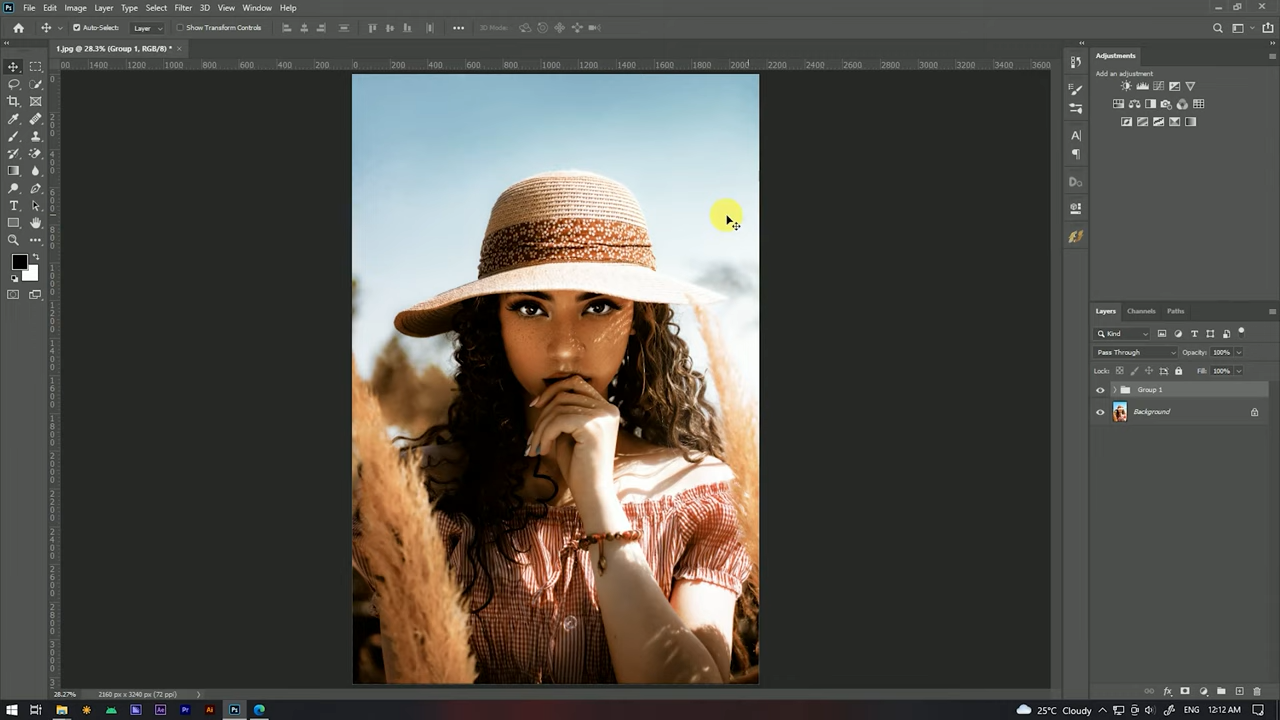 File Edit Image Layer Type Select Filter 3D View Window Help
Auto-Select: Layer Show Transform Controls 3D Mode:
1.jpg @ 28.3% (Group 1, RGB/8) * ×
00 1400 1200 1000 800 600 400 200 0 200 400 600 800 1000 1200 1400 1600 1800 2000 2200 2400 2600 2800 3000 3200 3400 3600
Adjustments
Add an adjustment
Layers Channels Paths
Kind
Pass Through Opacity: 100%
Lock: Fill: 100%
Group 1
Background
28.27% 2160 px x 3240 px (72 ppi)
25°C Cloudy ENG 12:12 AM